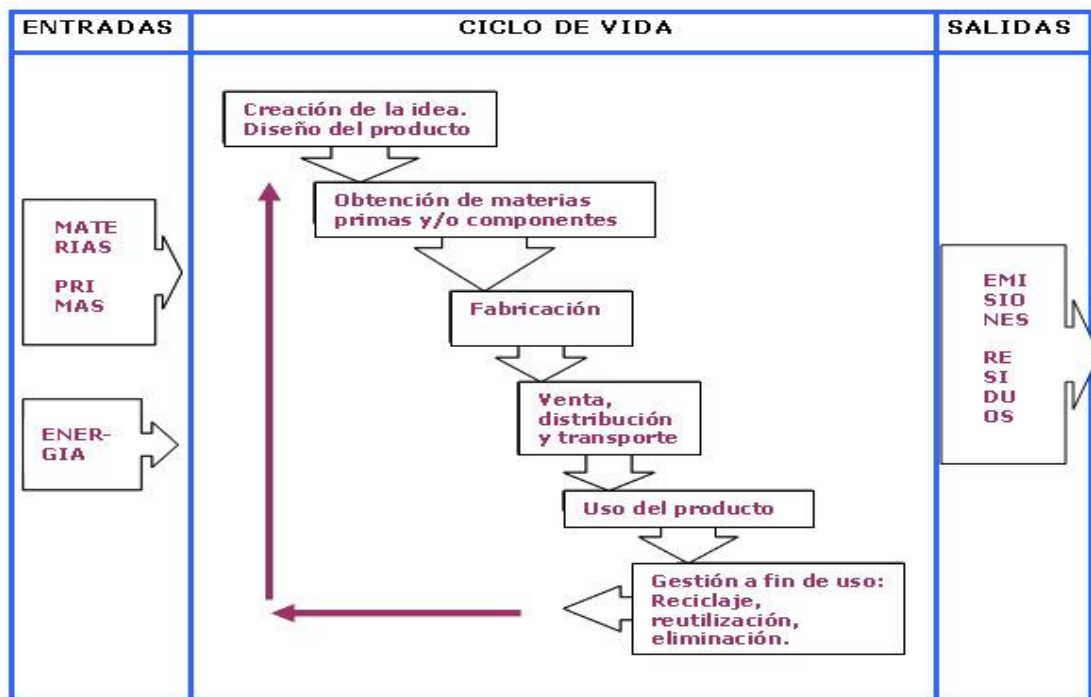 ENTRADAS
CICLO DE VIDA
SALIDAS
Creación de la idea.
Diseño del producto
Obtención de materias
primas y/o componentes
MATE
RIAS
PRI
MAS
Fabricación
EMI
SIO
NES
RE
SI
DU
OS
Venta,
distribución
y transporte
ENER-
GIA
Uso del producto
Gestión a fin de uso:
Reciclaje,
reutilización,
eliminación.